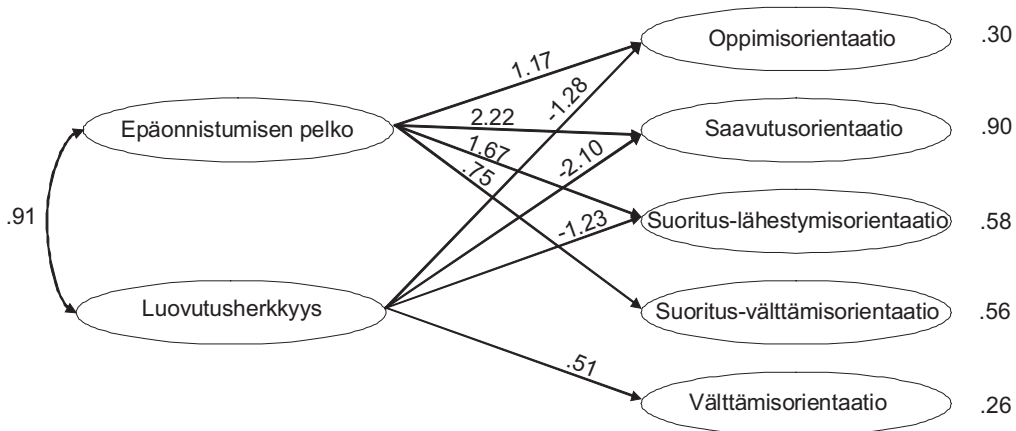 Oppimisorientaatio .30
1.17
-1.28
Epäonnistumisen pelko
2.22
Saavutusorientaatio .90
1.67
-2.10
.75
.91
Suoritus-lähestymisorientaatio .58
-1.23
Luovutusherkkyys
Suoritus-välttämisorientaatio .56
.51
Välttämisorientaatio .26